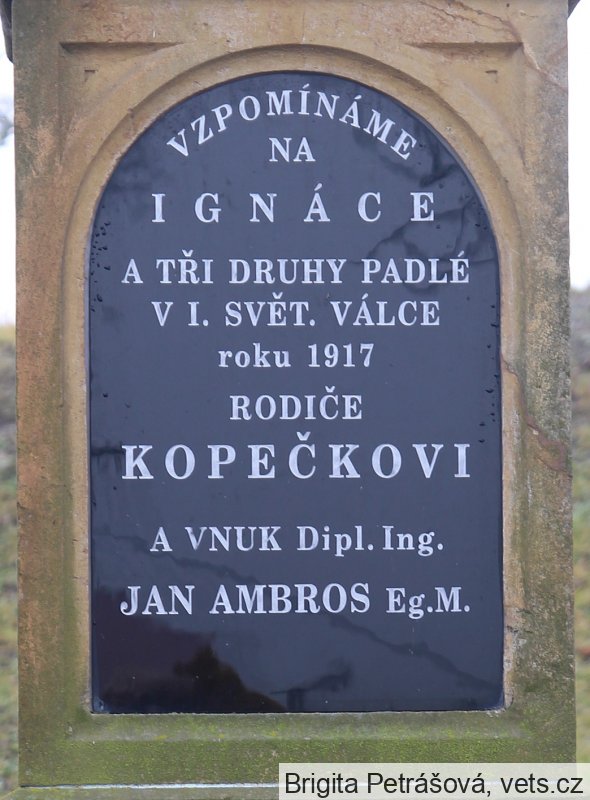 VZPOMÍNÁME
NA
IGNÁCE
A TŘI DRUHY PADLÉ
V I. SVĚT. VÁLCE
roku 1917
RODIČE
KOPEČKOVI
A VNUK Dipl. Ing.
JAN AMBROS Eg.M.
Brigita Petrášová, vets.cz